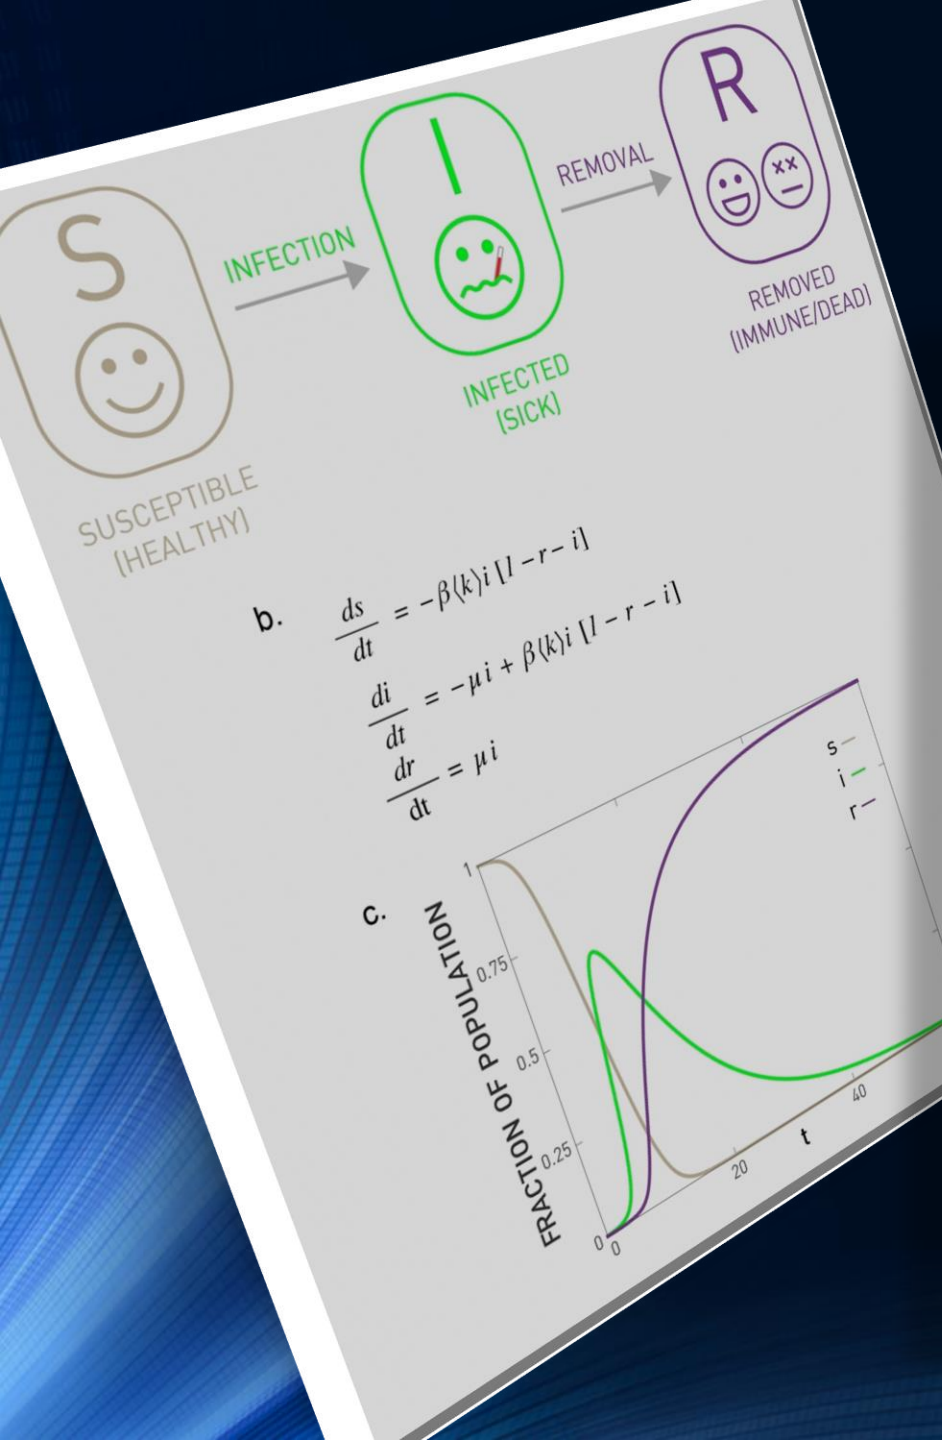 S
INFECTION
I
REMOVAL
R
SUSCEPTIBLE
(HEALTHY)
INFECTED
(SICK)
REMOVED
(IMMUNE/DEAD)
b.
ds/dt = −β⟨k⟩i [1 − r − i]
di/dt = −μi + β⟨k⟩i [1 − r − i]
dr/dt = μi
c.
FRACTION OF POPULATION
1
0.75
0.5
0.25
0
0
20
40
t
s
i
r